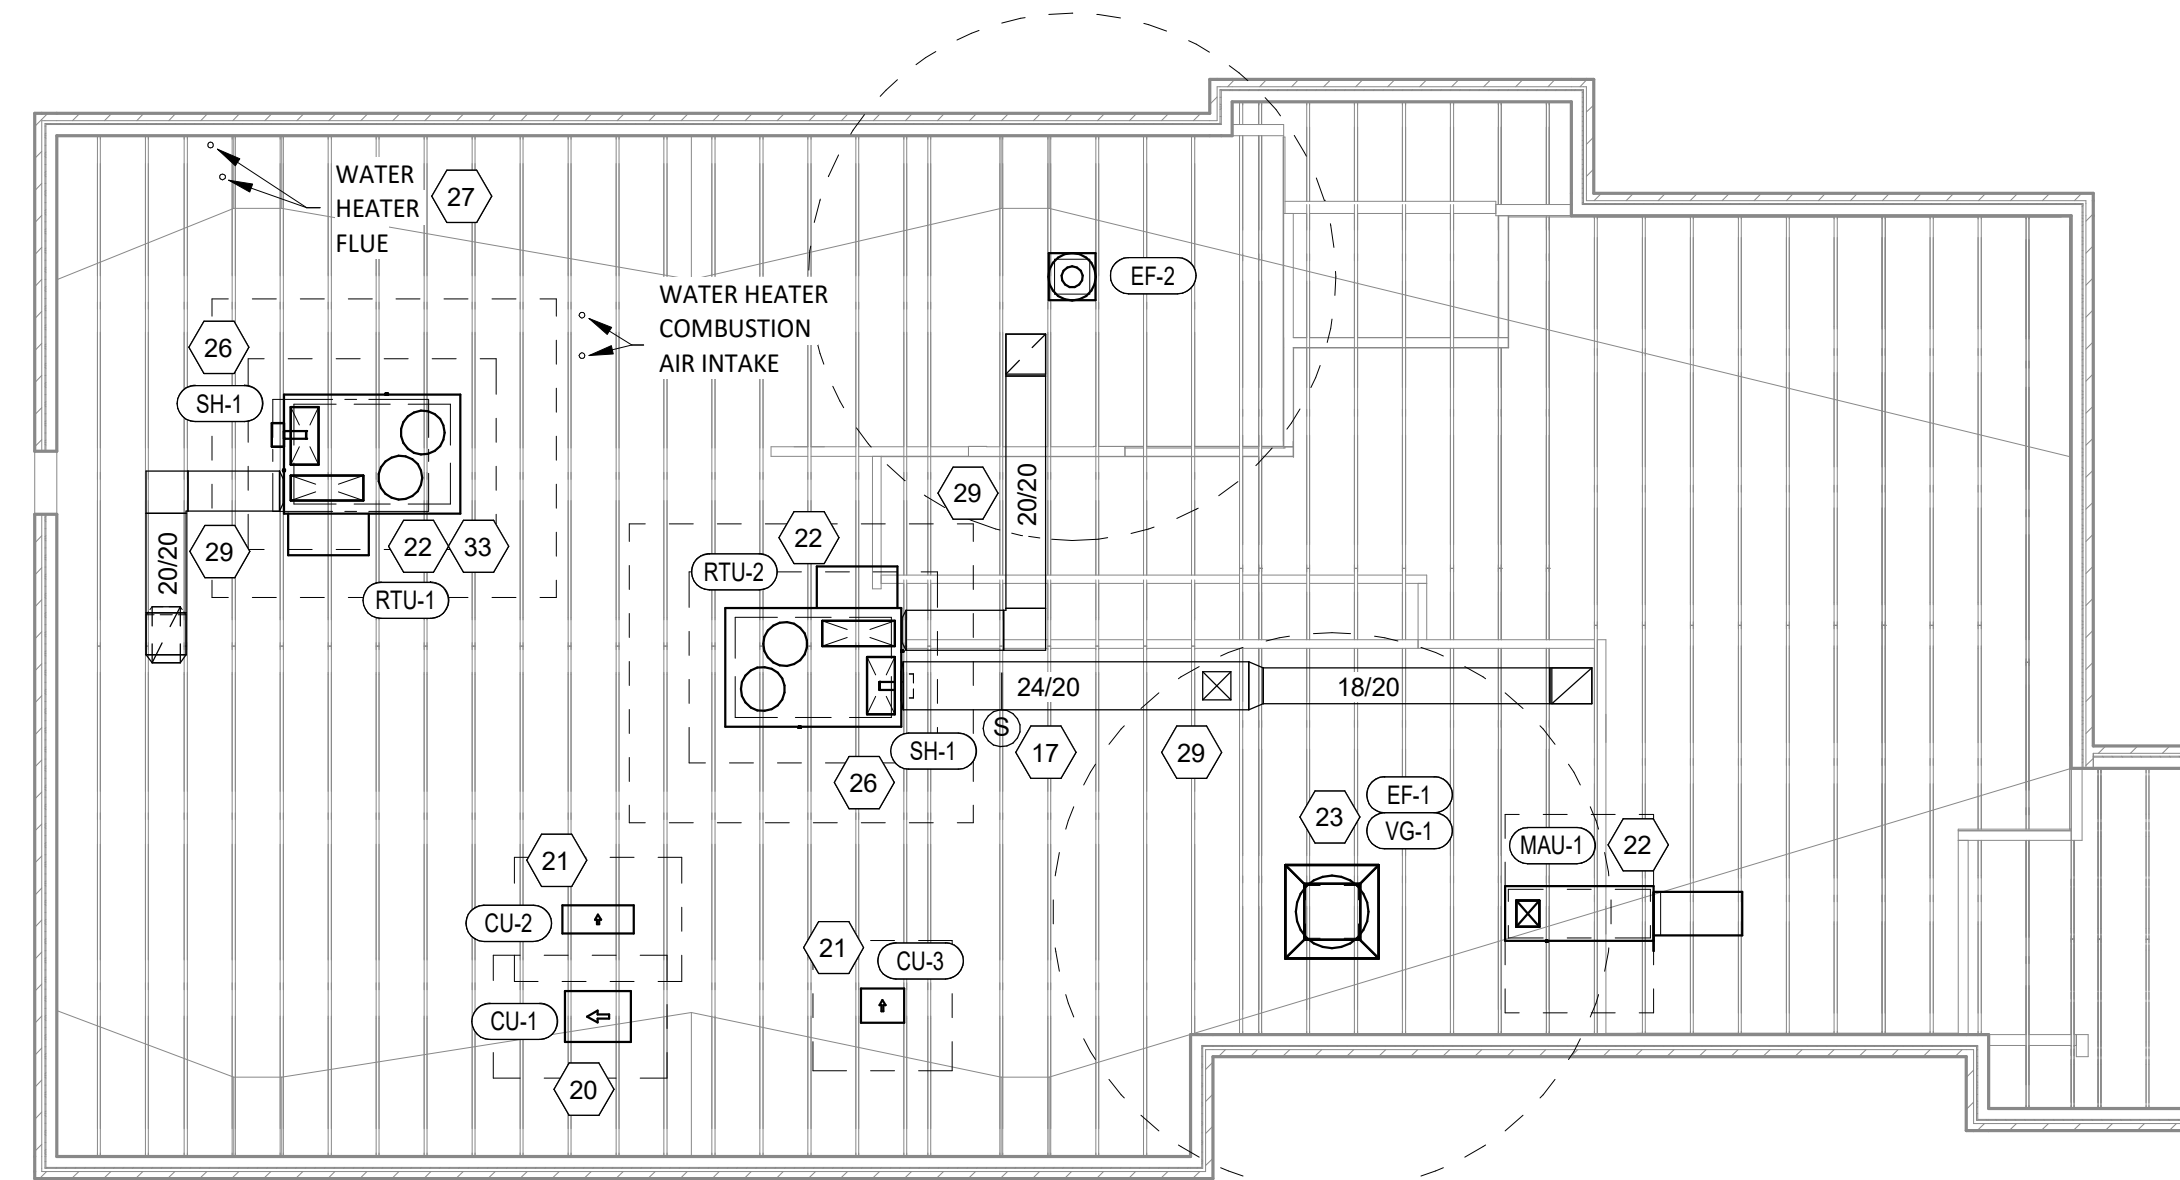 WATER
HEATER
FLUE
27
WATER HEATER
COMBUSTION
AIR INTAKE
EF-2
26
SH-1
29
20/20
22
33
RTU-1
29
20/20
22
RTU-2
24/20
18/20
S
17
29
SH-1
26
EF-1
VG-1
23
MAU-1
22
21
CU-2
21
CU-3
CU-1
20